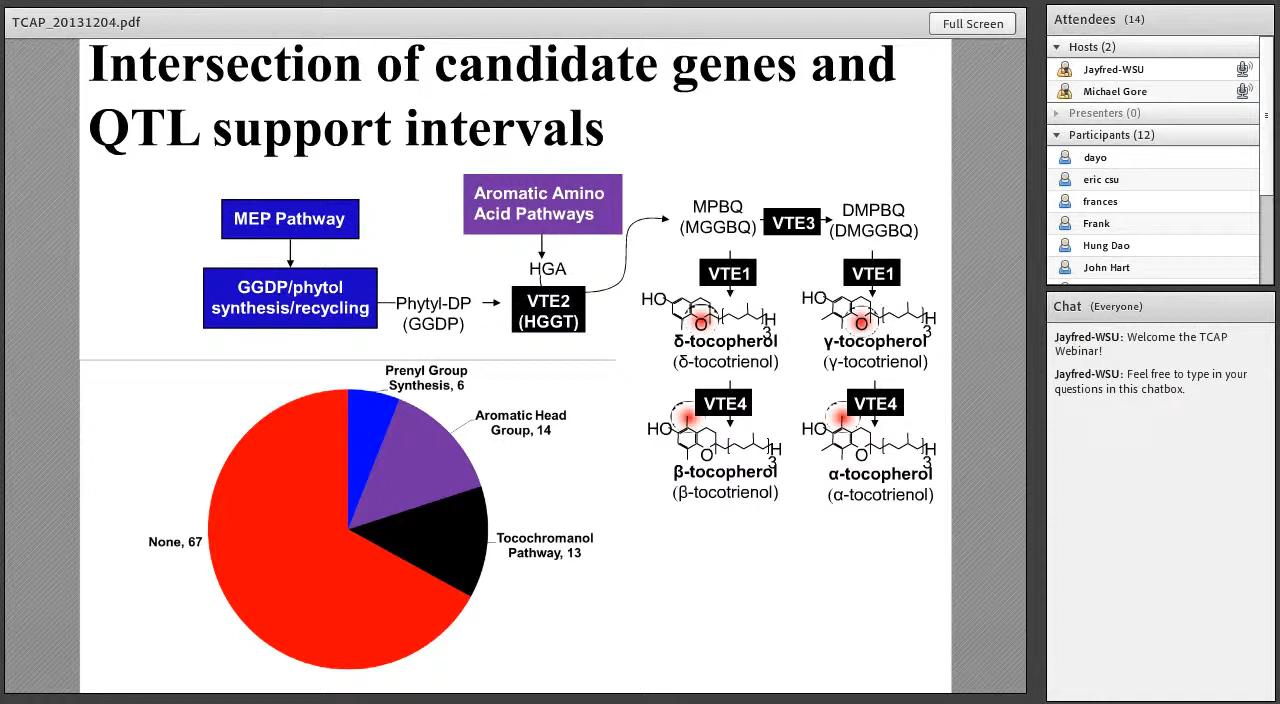 TCAP_20131204.pdf
Full Screen
Intersection of candidate genes and
QTL support intervals
MEP Pathway
GGDP/phytol
synthesis/recycling
Phytyl-DP
(GGDP)
Aromatic Amino
Acid Pathways
HGA
VTE2
(HGGT)
MPBQ
(MGGBQ)
VTE3
DMPBQ
(DMGGBQ)
VTE1
VTE1
HO
O
H
3
δ-tocopherol
(δ-tocotrienol)
HO
O
H
3
γ-tocopherol
(γ-tocotrienol)
VTE4
VTE4
HO
O
H
3
β-tocopherol
(β-tocotrienol)
HO
O
H
3
α-tocopherol
(α-tocotrienol)
Prenyl Group
Synthesis, 6
Aromatic Head
Group, 14
Tocochromanol
Pathway, 13
None, 67
Attendees (14)
Hosts (2)
Jayfred-WSU
Michael Gore
Presenters (0)
Participants (12)
dayo
eric csu
frances
Frank
Hung Dao
John Hart
Chat (Everyone)
Jayfred-WSU: Welcome the TCAP
Webinar!
Jayfred-WSU: Feel free to type in your
questions in this chatbox.